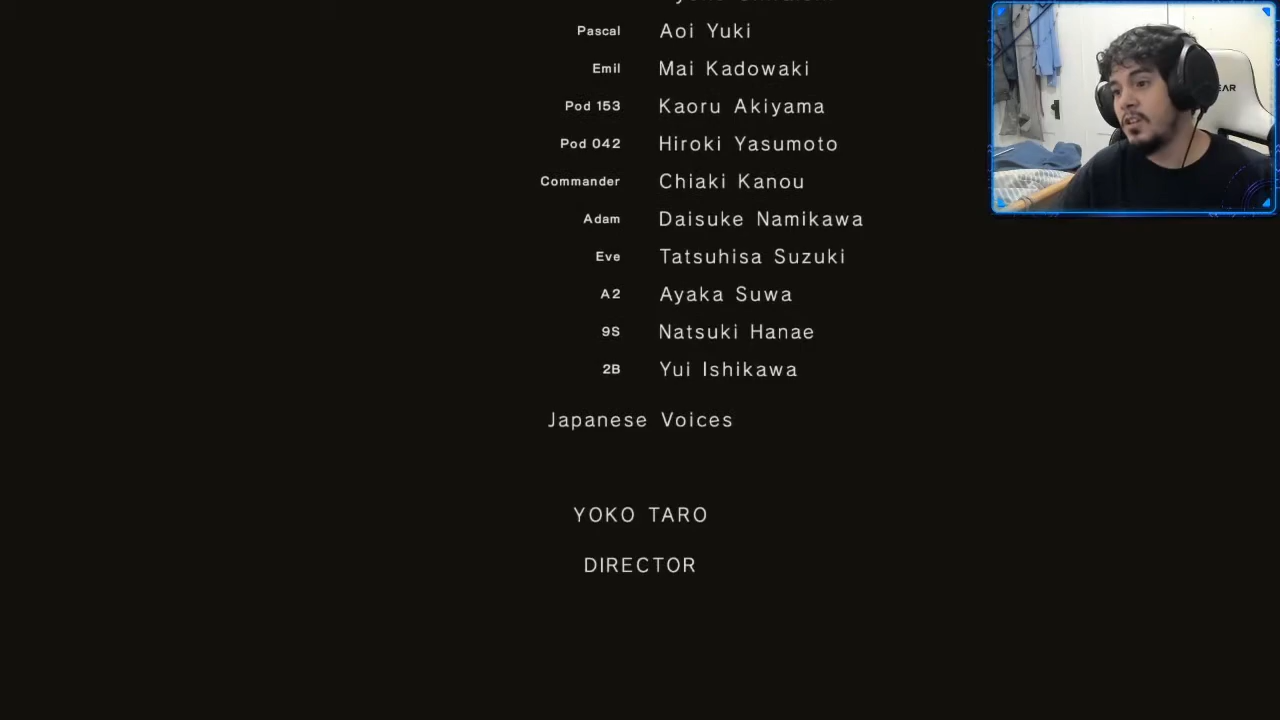 Pascal Aoi Yuki
Emil Mai Kadowaki
Pod 153 Kaoru Akiyama
Pod 042 Hiroki Yasumoto
Commander Chiaki Kanou
Adam Daisuke Namikawa
Eve Tatsuhisa Suzuki
A2 Ayaka Suwa
9S Natsuki Hanae
2B Yui Ishikawa
Japanese Voices
YOKO TARO
DIRECTOR